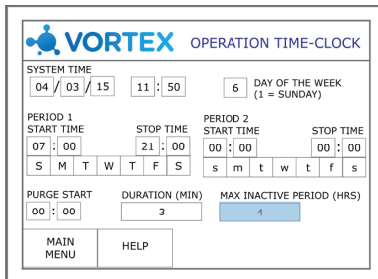 VORTEX OPERATION TIME-CLOCK
SYSTEM TIME
04 / 03 / 15 11 : 50 6 DAY OF THE WEEK
(1 = SUNDAY)
PERIOD 1 PERIOD 2
START TIME STOP TIME START TIME STOP TIME
07 : 00 21 : 00 00 : 00 00 : 00
S M T W T F S s m t w t f s
PURGE START DURATION (MIN) MAX INACTIVE PERIOD (HRS)
00 : 00 3 1
MAIN HELP
MENU